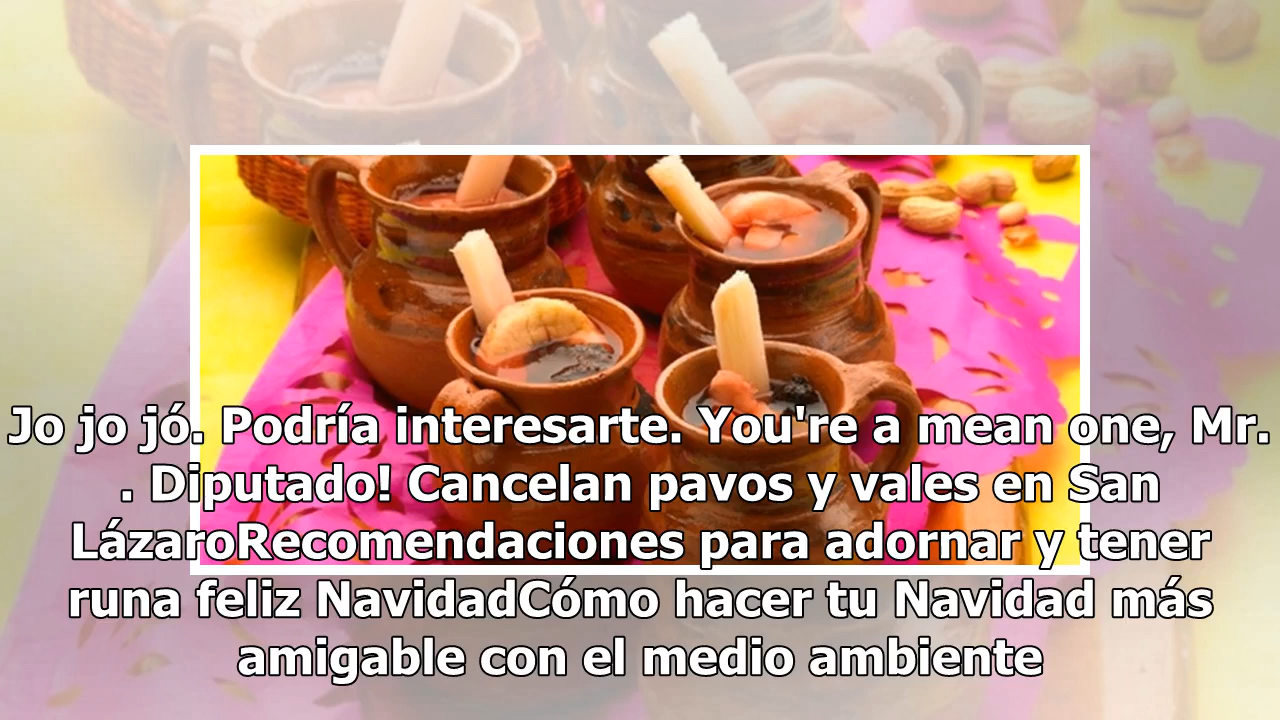 Jo jo jó. Podría interesarte. You're a mean one, Mr.
. Diputado! Cancelan pavos y vales en San
LázaroRecomendaciones para adornar y tener
runa feliz NavidadCómo hacer tu Navidad más
amigable con el medio ambiente